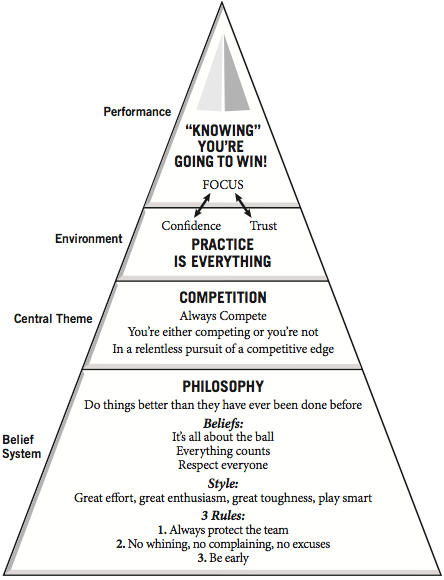 Performance
“KNOWING”
YOU’RE
GOING TO WIN!
FOCUS
Environment
Confidence Trust
PRACTICE
IS EVERYTHING
Central Theme
COMPETITION
Always Compete
You’re either competing or you’re not
In a relentless pursuit of a competitive edge
Belief
System
PHILOSOPHY
Do things better than they have ever been done before
Beliefs:
It’s all about the ball
Everything counts
Respect everyone
Style:
Great effort, great enthusiasm, great toughness, play smart
3 Rules:
1. Always protect the team
2. No whining, no complaining, no excuses
3. Be early